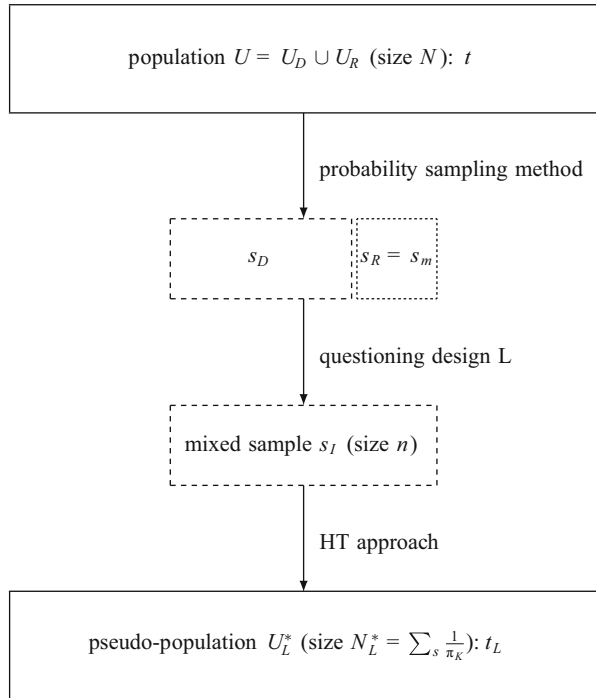 population U = U_D ∪ U_R (size N): t
probability sampling method
s_D
s_R = s_m
questioning design L
mixed sample s_I (size n)
HT approach
pseudo-population U_L^* (size N_L^* = ∑_s 1/π_K): t_L